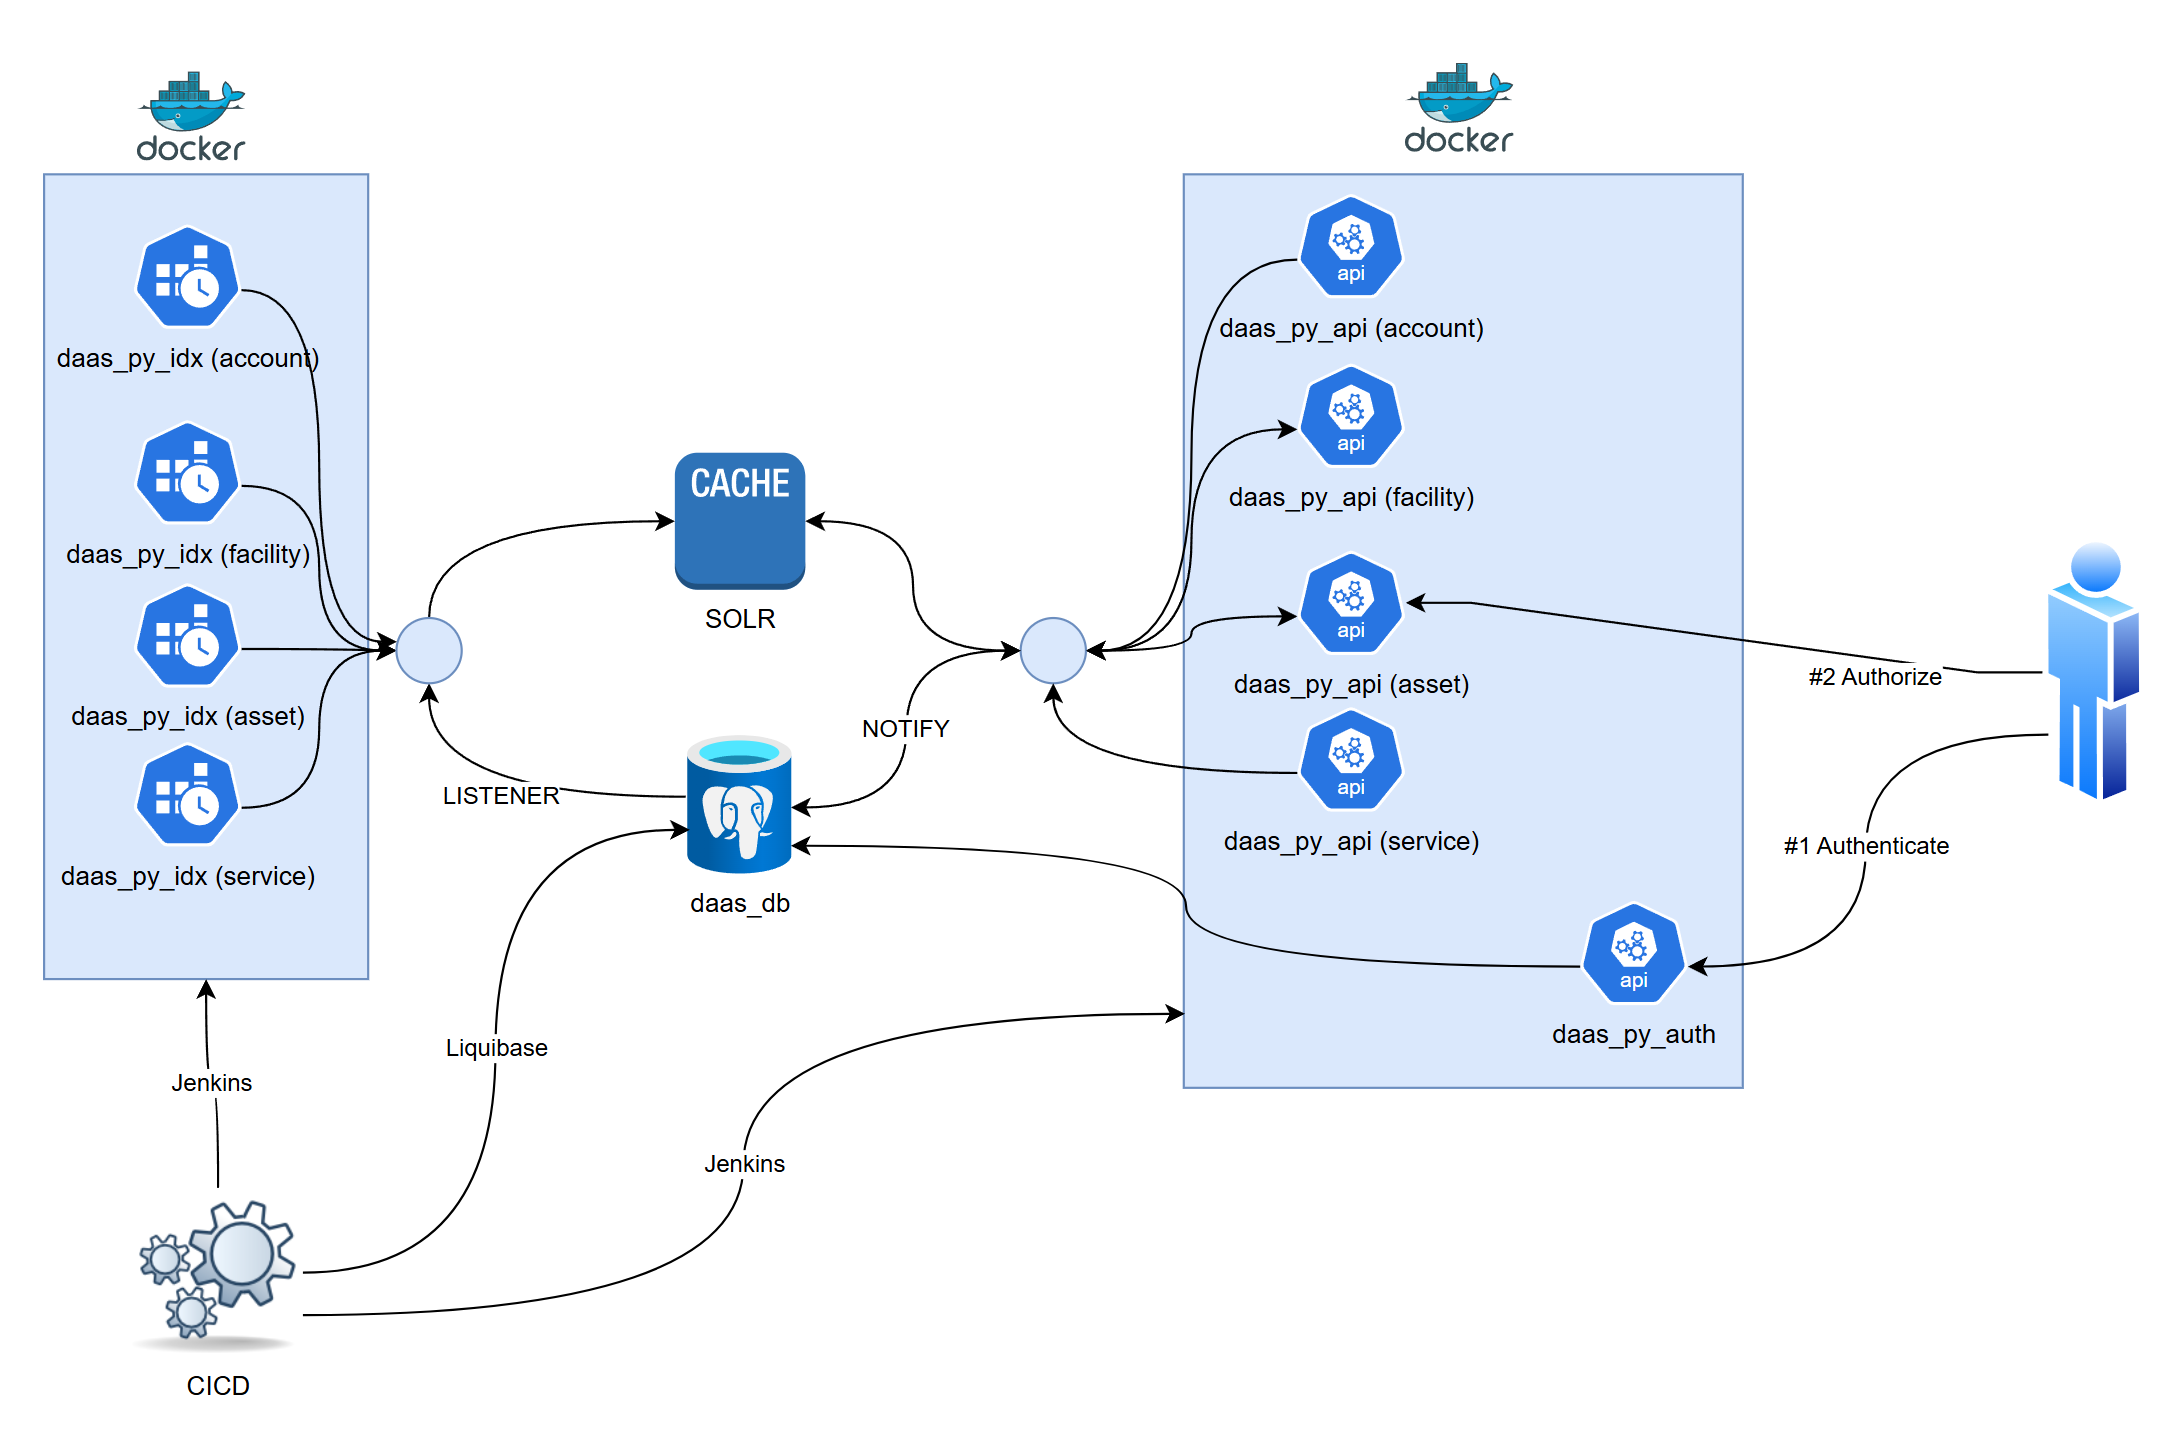 docker
docker
daas_py_idx (account)
daas_py_idx (facility)
daas_py_idx (asset)
daas_py_idx (service)
CACHE
SOLR
LISTENER
NOTIFY
daas_db
api
daas_py_api (account)
api
daas_py_api (facility)
api
daas_py_api (asset)
api
daas_py_api (service)
api
daas_py_auth
#2 Authorize
#1 Authenticate
Jenkins
Liquibase
Jenkins
CICD